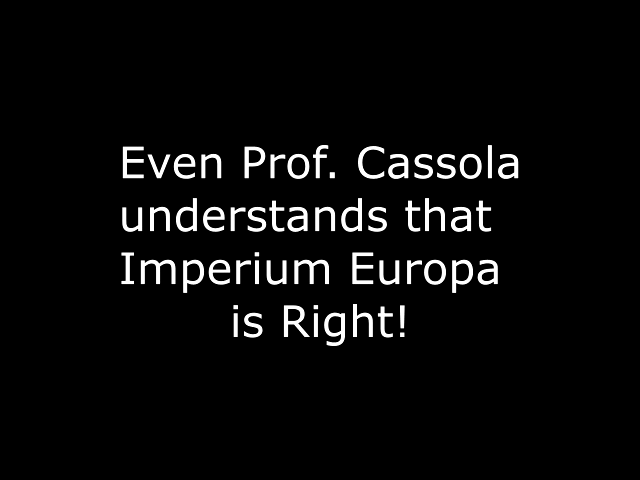 Even Prof. Cassola
understands that
Imperium Europa
is Right!